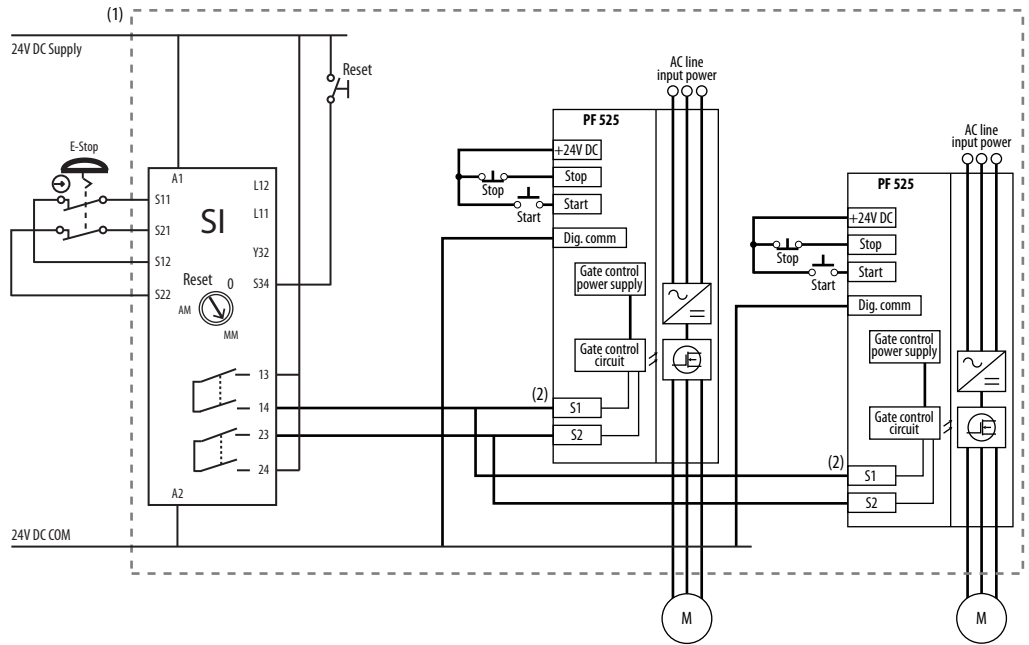 (1)
24V DC Supply
Reset
E-Stop
A1
L12
S11
L11
SI
S21
Y32
S12
Reset
0
S34
S22
AM
MM
13
14
23
24
A2
24V DC COM
AC line
input power
PF 525
+24V DC
Stop
Stop
Start
Start
Dig. comm
Gate control
power supply
Gate control
circuit
(2)
S1
S2
M
AC line
input power
PF 525
+24V DC
Stop
Stop
Start
Start
Dig. comm
Gate control
power supply
Gate control
circuit
(2)
S1
S2
M